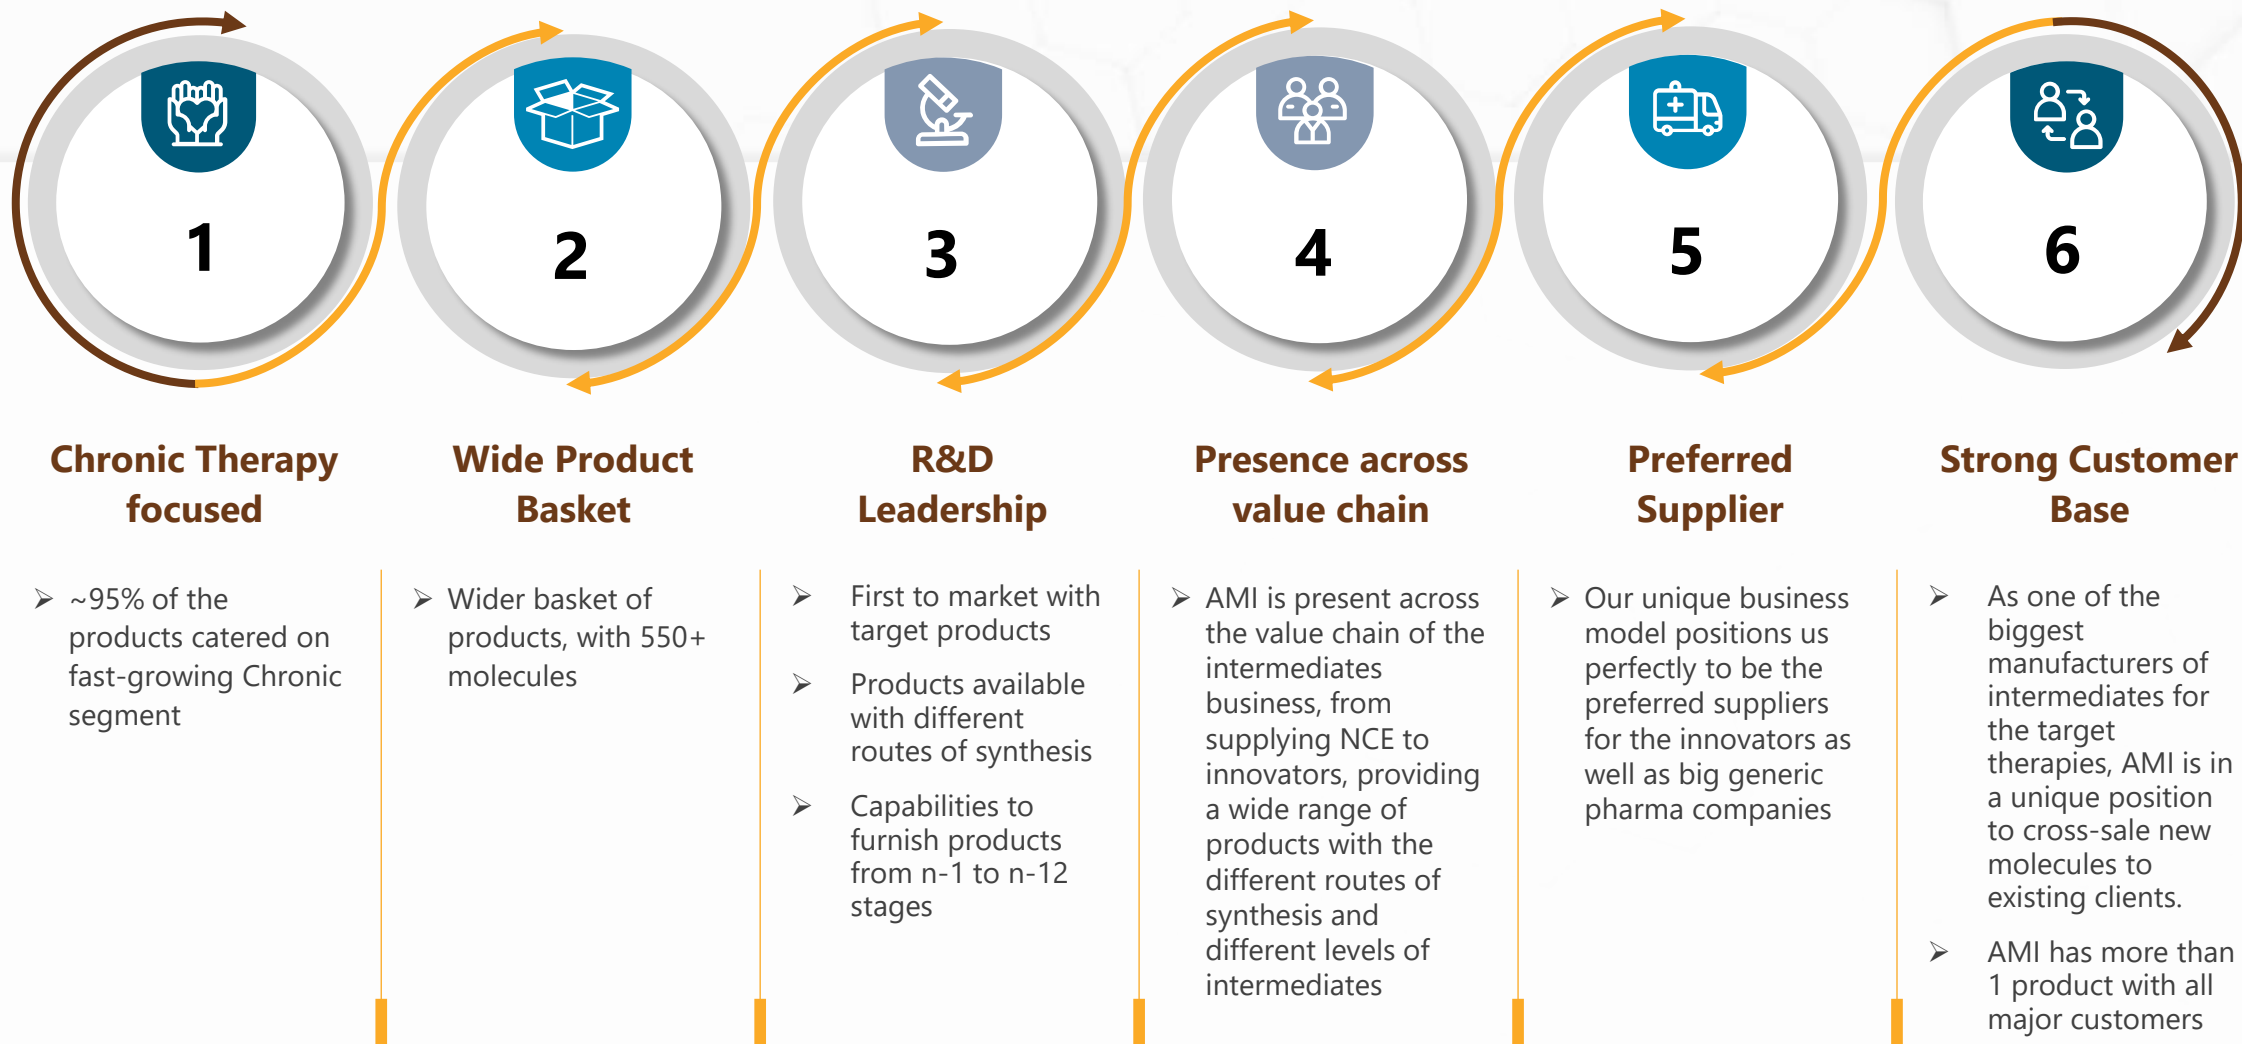 1
2
3
4
5
6
Chronic Therapy
focused
➢ ~95% of the
products catered on
fast-growing Chronic
segment
Wide Product
Basket
➢ Wider basket of
products, with 550+
molecules
R&D
Leadership
➢ First to market with
target products
➢ Products available
with different
routes of synthesis
➢ Capabilities to
furnish products
from n-1 to n-12
stages
Presence across
value chain
➢ AMI is present across
the value chain of the
intermediates
business, from
supplying NCE to
innovators, providing
a wide range of
products with the
different routes of
synthesis and
different levels of
intermediates
Preferred
Supplier
➢ Our unique business
model positions us
perfectly to be the
preferred suppliers
for the innovators as
well as big generic
pharma companies
Strong Customer
Base
➢ As one of the
biggest
manufacturers of
intermediates for
the target
therapies, AMI is in
a unique position
to cross-sale new
molecules to
existing clients.
➢ AMI has more than
1 product with all
major customers